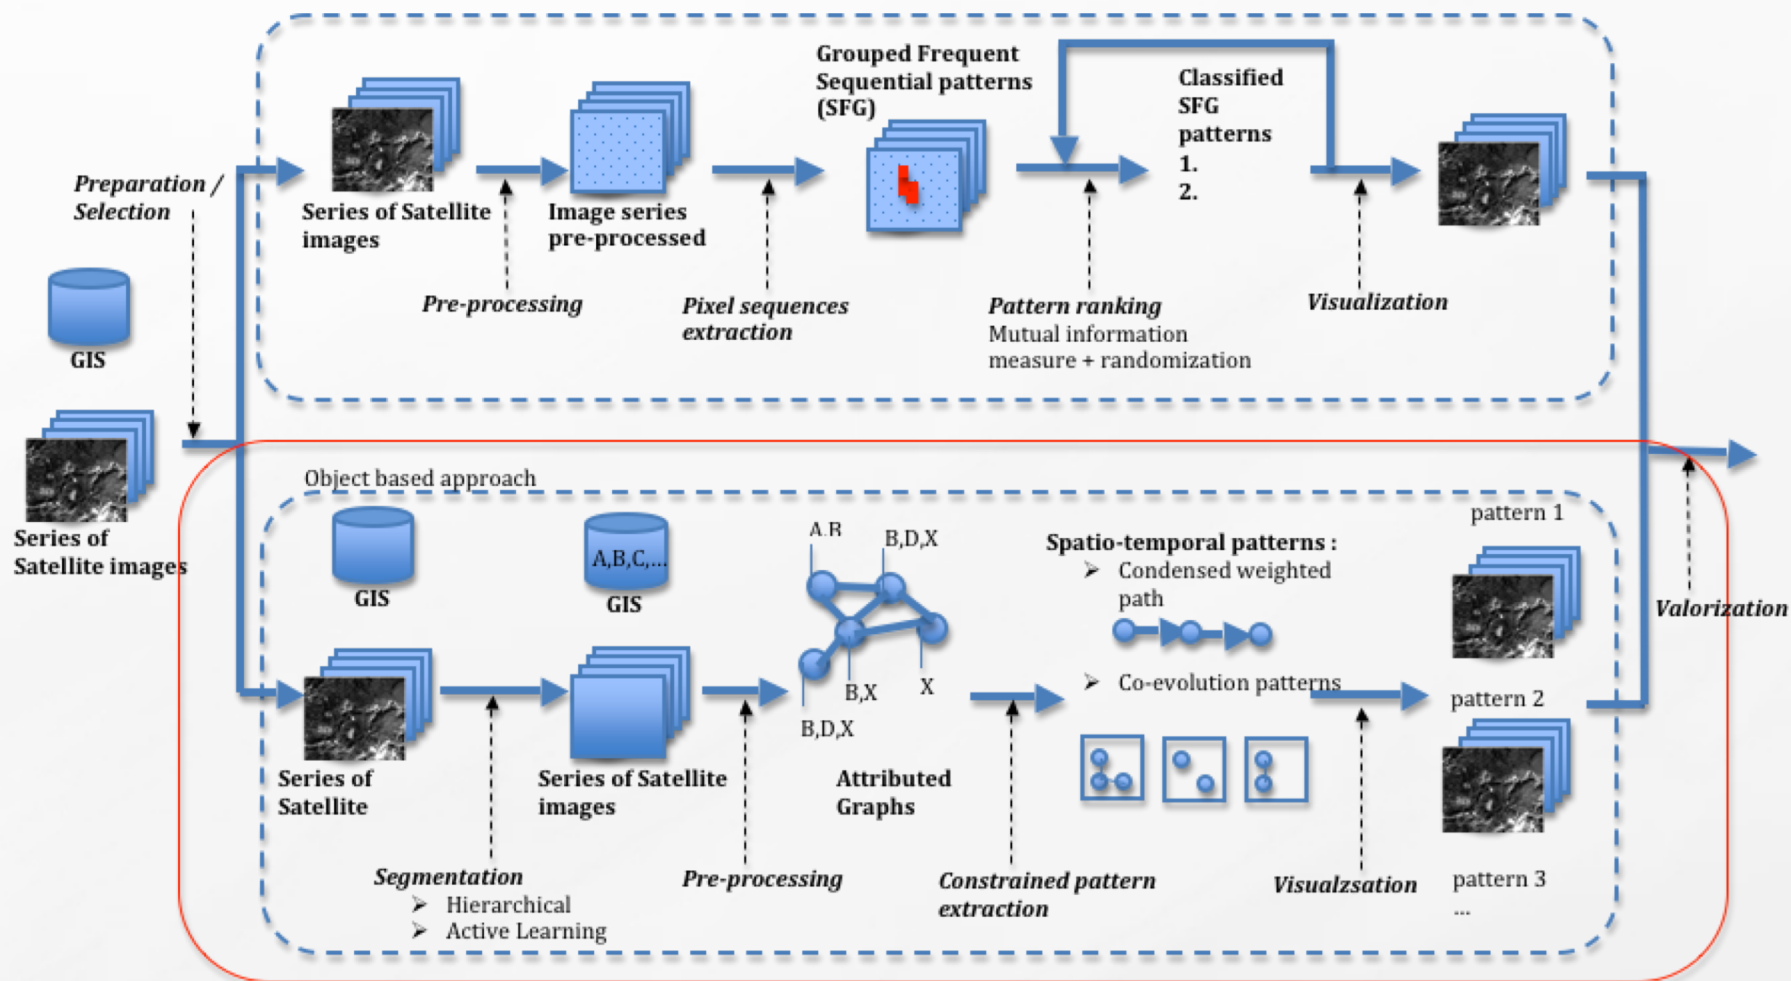 Preparation /
Selection
GIS
Series of
Satellite images
Series of Satellite
images
Image series
pre-processed
Grouped Frequent
Sequential patterns
(SFG)
Classified
SFG
patterns
1.
2.
Pre-processing
Pixel sequences
extraction
Pattern ranking
Mutual information
measure + randomization
Visualization
Object based approach
GIS
A,B,C,...
GIS
A,B
B,D,X
B,X
X
B,D,X
Spatio-temporal patterns :
➢ Condensed weighted
path
➢ Co-evolution patterns
pattern 1
pattern 2
pattern 3
...
Valorization
Series of
Satellite
Series of Satellite
images
Attributed
Graphs
Segmentation
➢ Hierarchical
➢ Active Learning
Pre-processing
Constrained pattern
extraction
Visualzsation